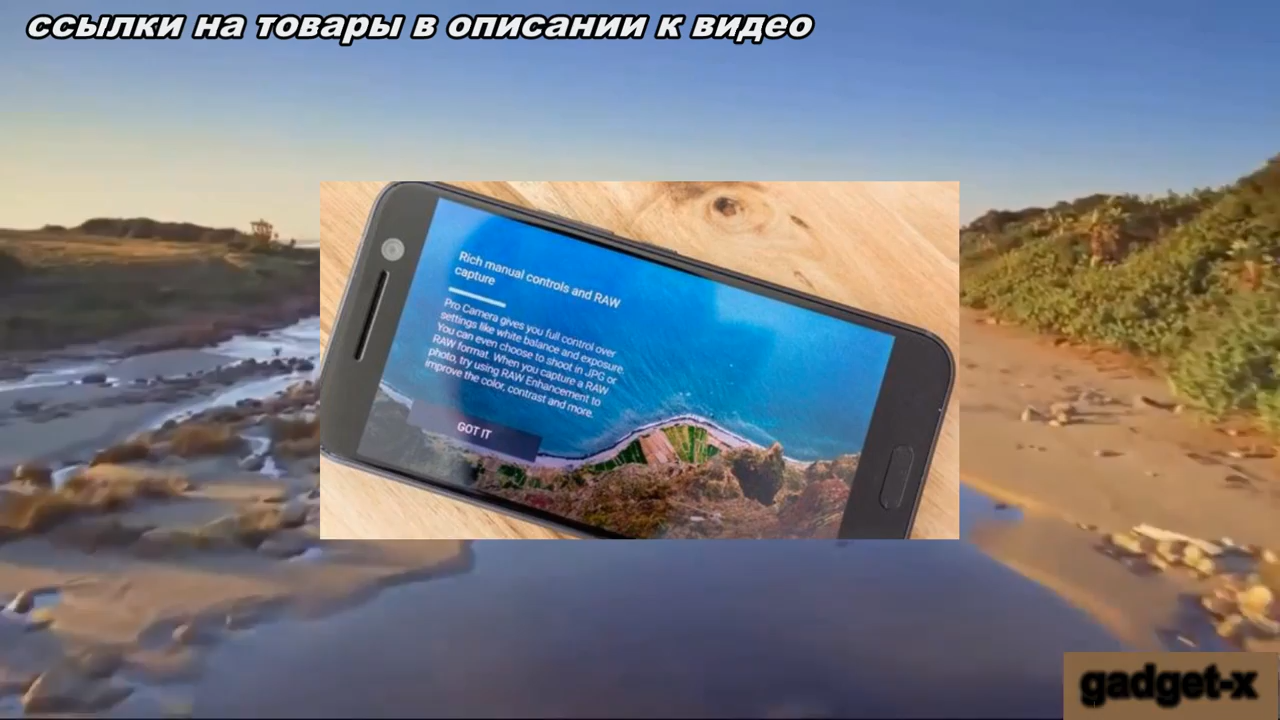 ссылки на товары в описании к видео
Rich manual controls and RAW
capture
Pro Camera gives you full control over
settings like white balance and exposure.
You can even choose to shoot in JPG or
RAW format. When you capture a RAW
photo, try using RAW Enhancement to
improve the color, contrast and more.
GOT IT
gadget-x